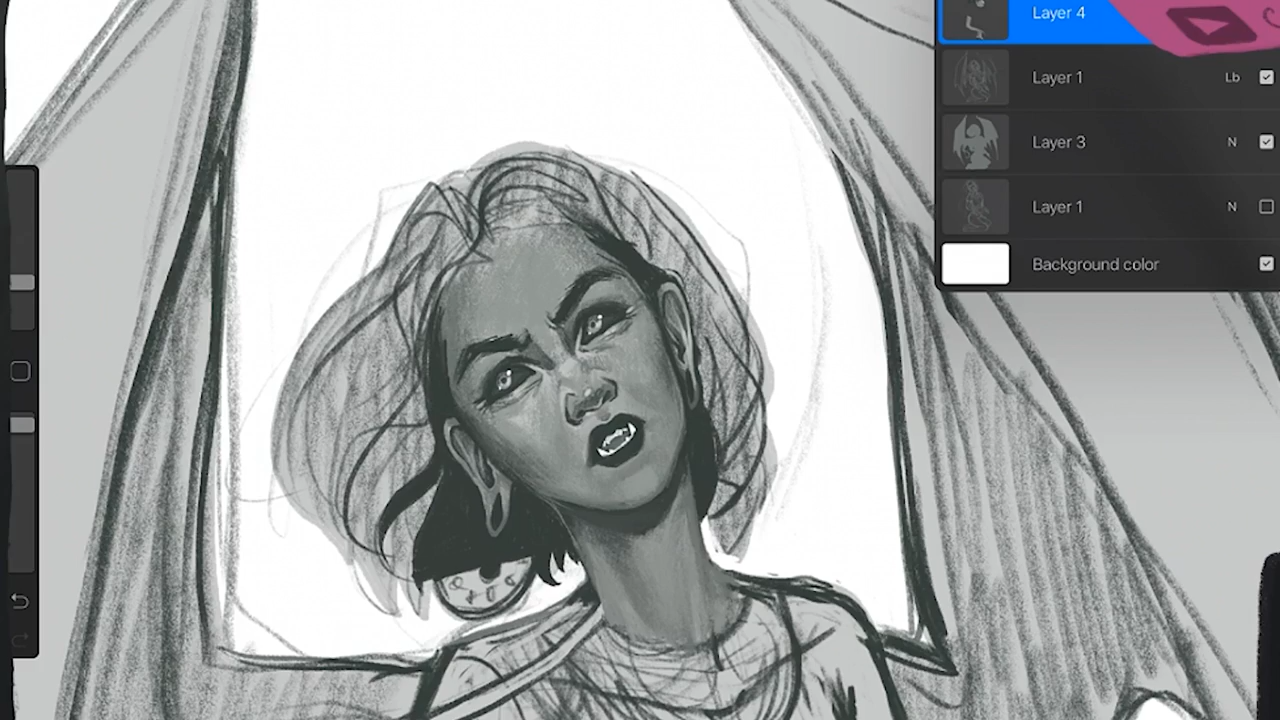 Layer 4
Layer 1 Lb
Layer 3 N
Layer 1 N
Background color